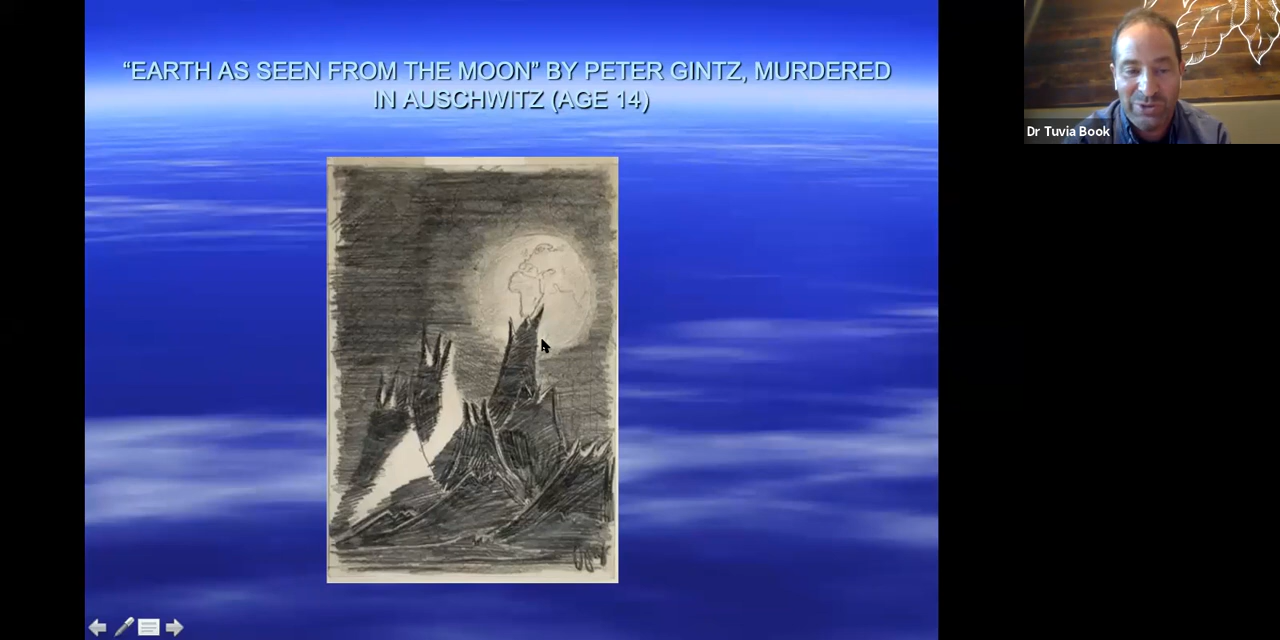 “EARTH AS SEEN FROM THE MOON” BY PETER GINTZ, MURDERED
IN AUSCHWITZ (AGE 14)
Dr Tuvia Book